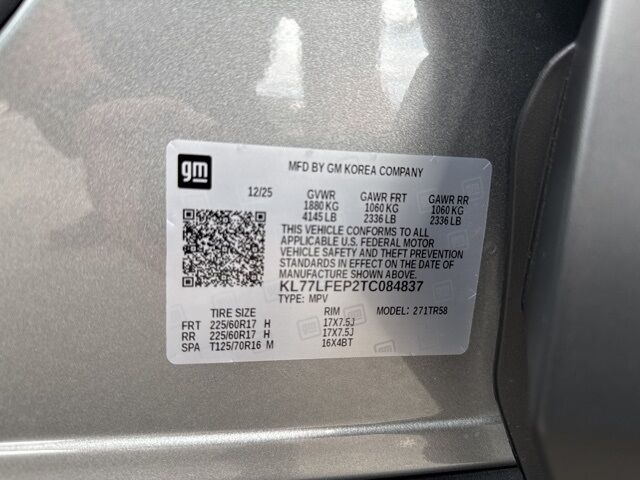 gm
MFD BY GM KOREA COMPANY
12/25 GVWR GAWR FRT GAWR RR
1880 KG 1060 KG 1060 KG
4145 LB 2336 LB 2336 LB
THIS VEHICLE CONFORMS TO ALL
APPLICABLE U.S. FEDERAL MOTOR
VEHICLE SAFETY AND THEFT PREVENTION
STANDARDS IN EFFECT ON THE DATE OF
MANUFACTURE SHOWN ABOVE.
KL77LFEP2TC084837
TYPE: MPV MODEL: 271TR58
TIRE SIZE RIM
FRT 225/60R17 H 17X7.5J
RR 225/60R17 H 17X7.5J
SPA T125/70R16 M 16X4BT